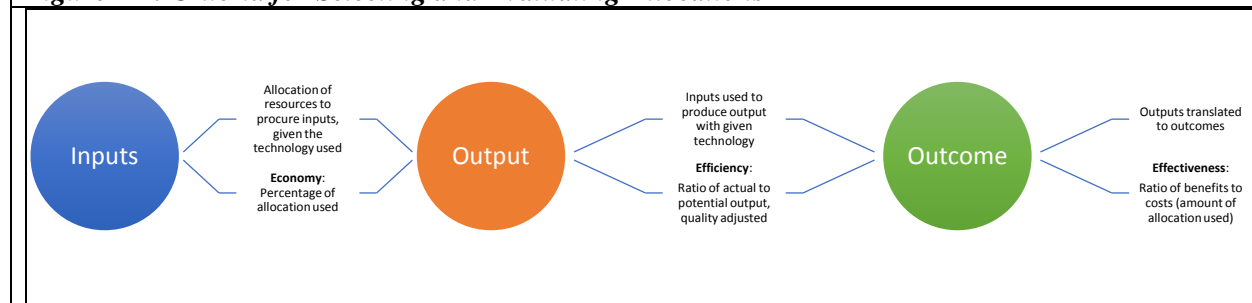 Inputs
Allocation of
resources to
procure inputs,
given the
technology used
Economy:
Percentage of
allocation used
Output
Inputs used to
produce output
with given
technology
Efficiency:
Ratio of actual to
potential output,
quality adjusted
Outcome
Outputs translated
to outcomes
Effectiveness:
Ratio of benefits to
costs (amount of
allocation used)